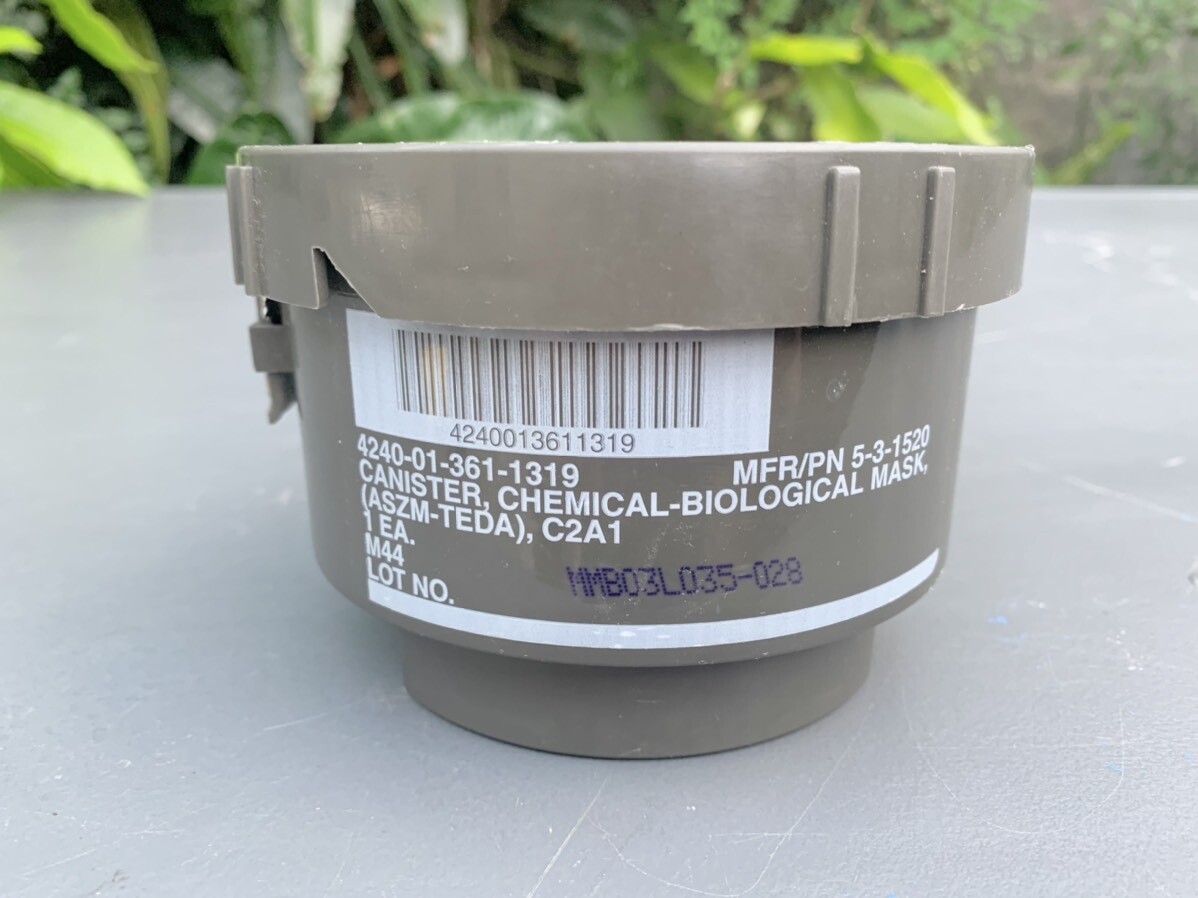 4240013611319
4240-01-361-1319 MFR/PN 5-3-1520
CANISTER, CHEMICAL-BIOLOGICAL MASK,
(ASZM-TEDA), C2A1
1 EA.
M44
LOT NO. MMB03L035-028